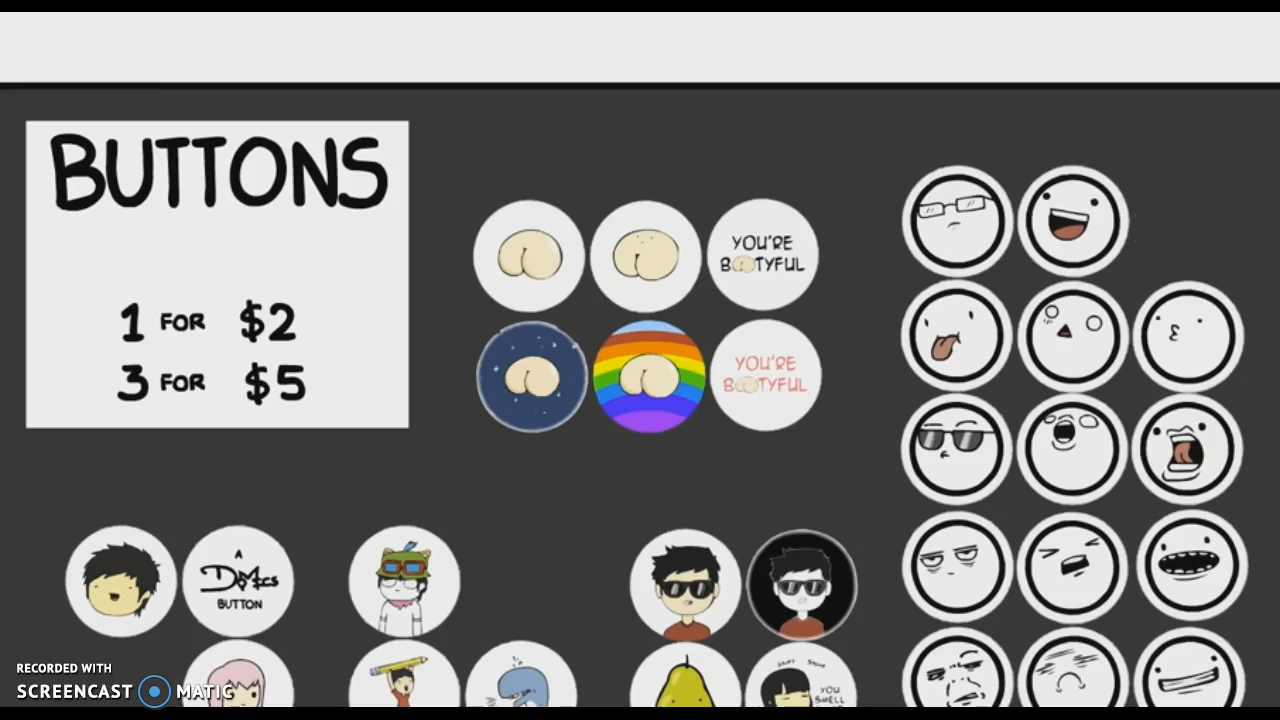 BUTTONS
1 FOR $2
3 FOR $5
YOU'RE
BOOTYFUL
YOU'RE
BOOTYFUL
A
DMFCS
BUTTON
YOU
SMELL
RECORDED WITH
SCREENCAST MATIC